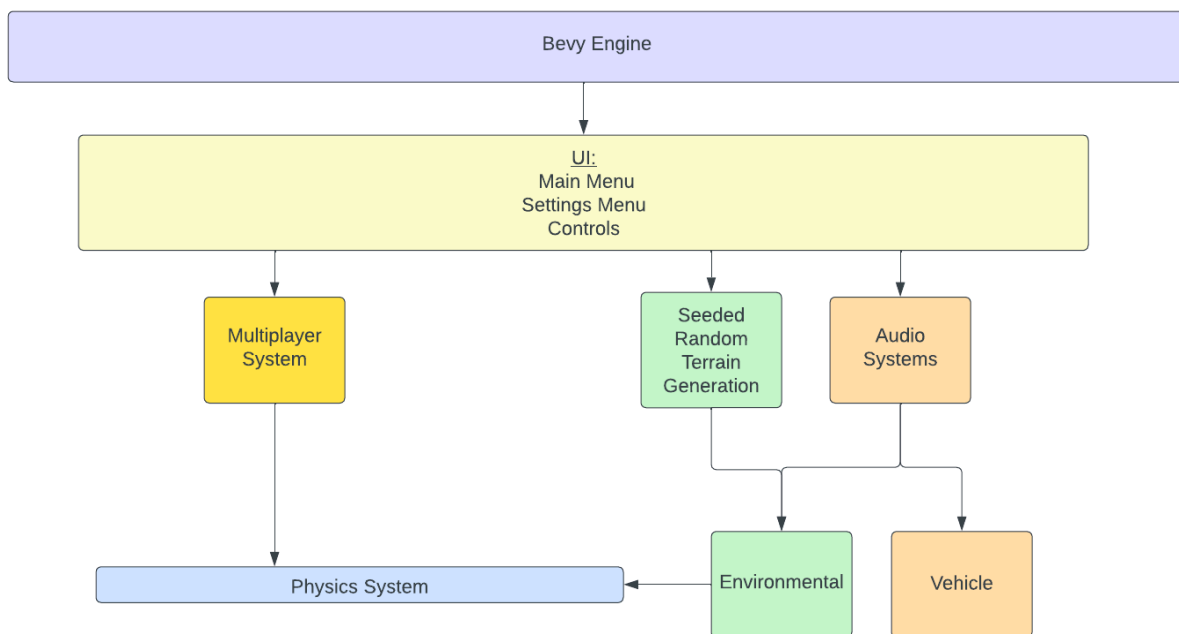 Bevy Engine
UI:
Main Menu
Settings Menu
Controls
Multiplayer
System
Seeded
Random
Terrain
Generation
Audio
Systems
Physics System
Environmental
Vehicle